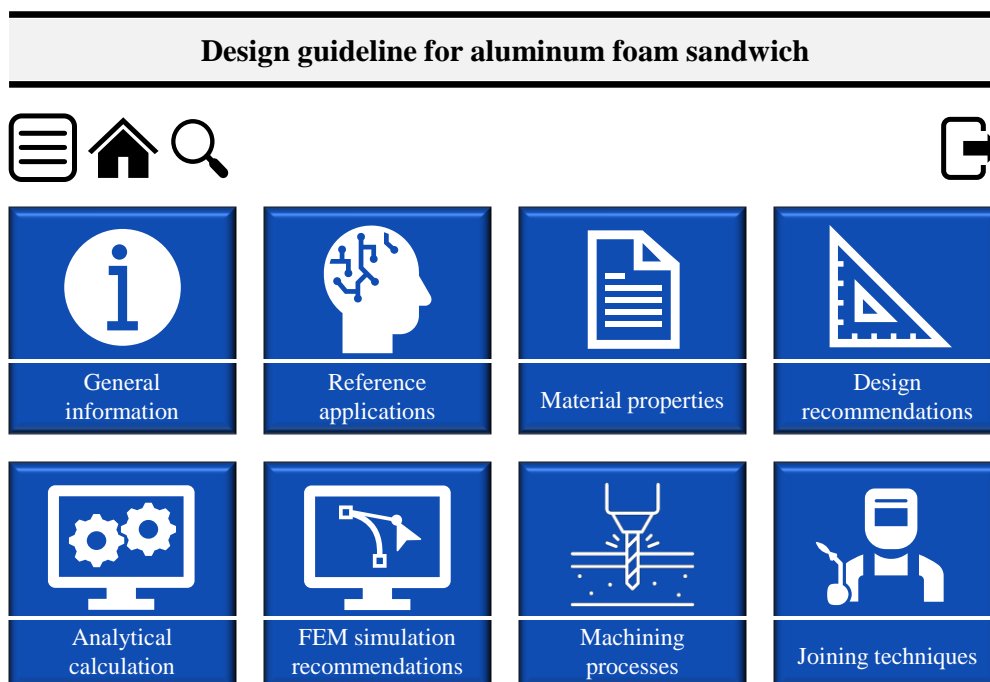 Design guideline for aluminum foam sandwich
General
information
Reference
applications
Material properties
Design
recommendations
Analytical
calculation
FEM simulation
recommendations
Machining
processes
Joining techniques